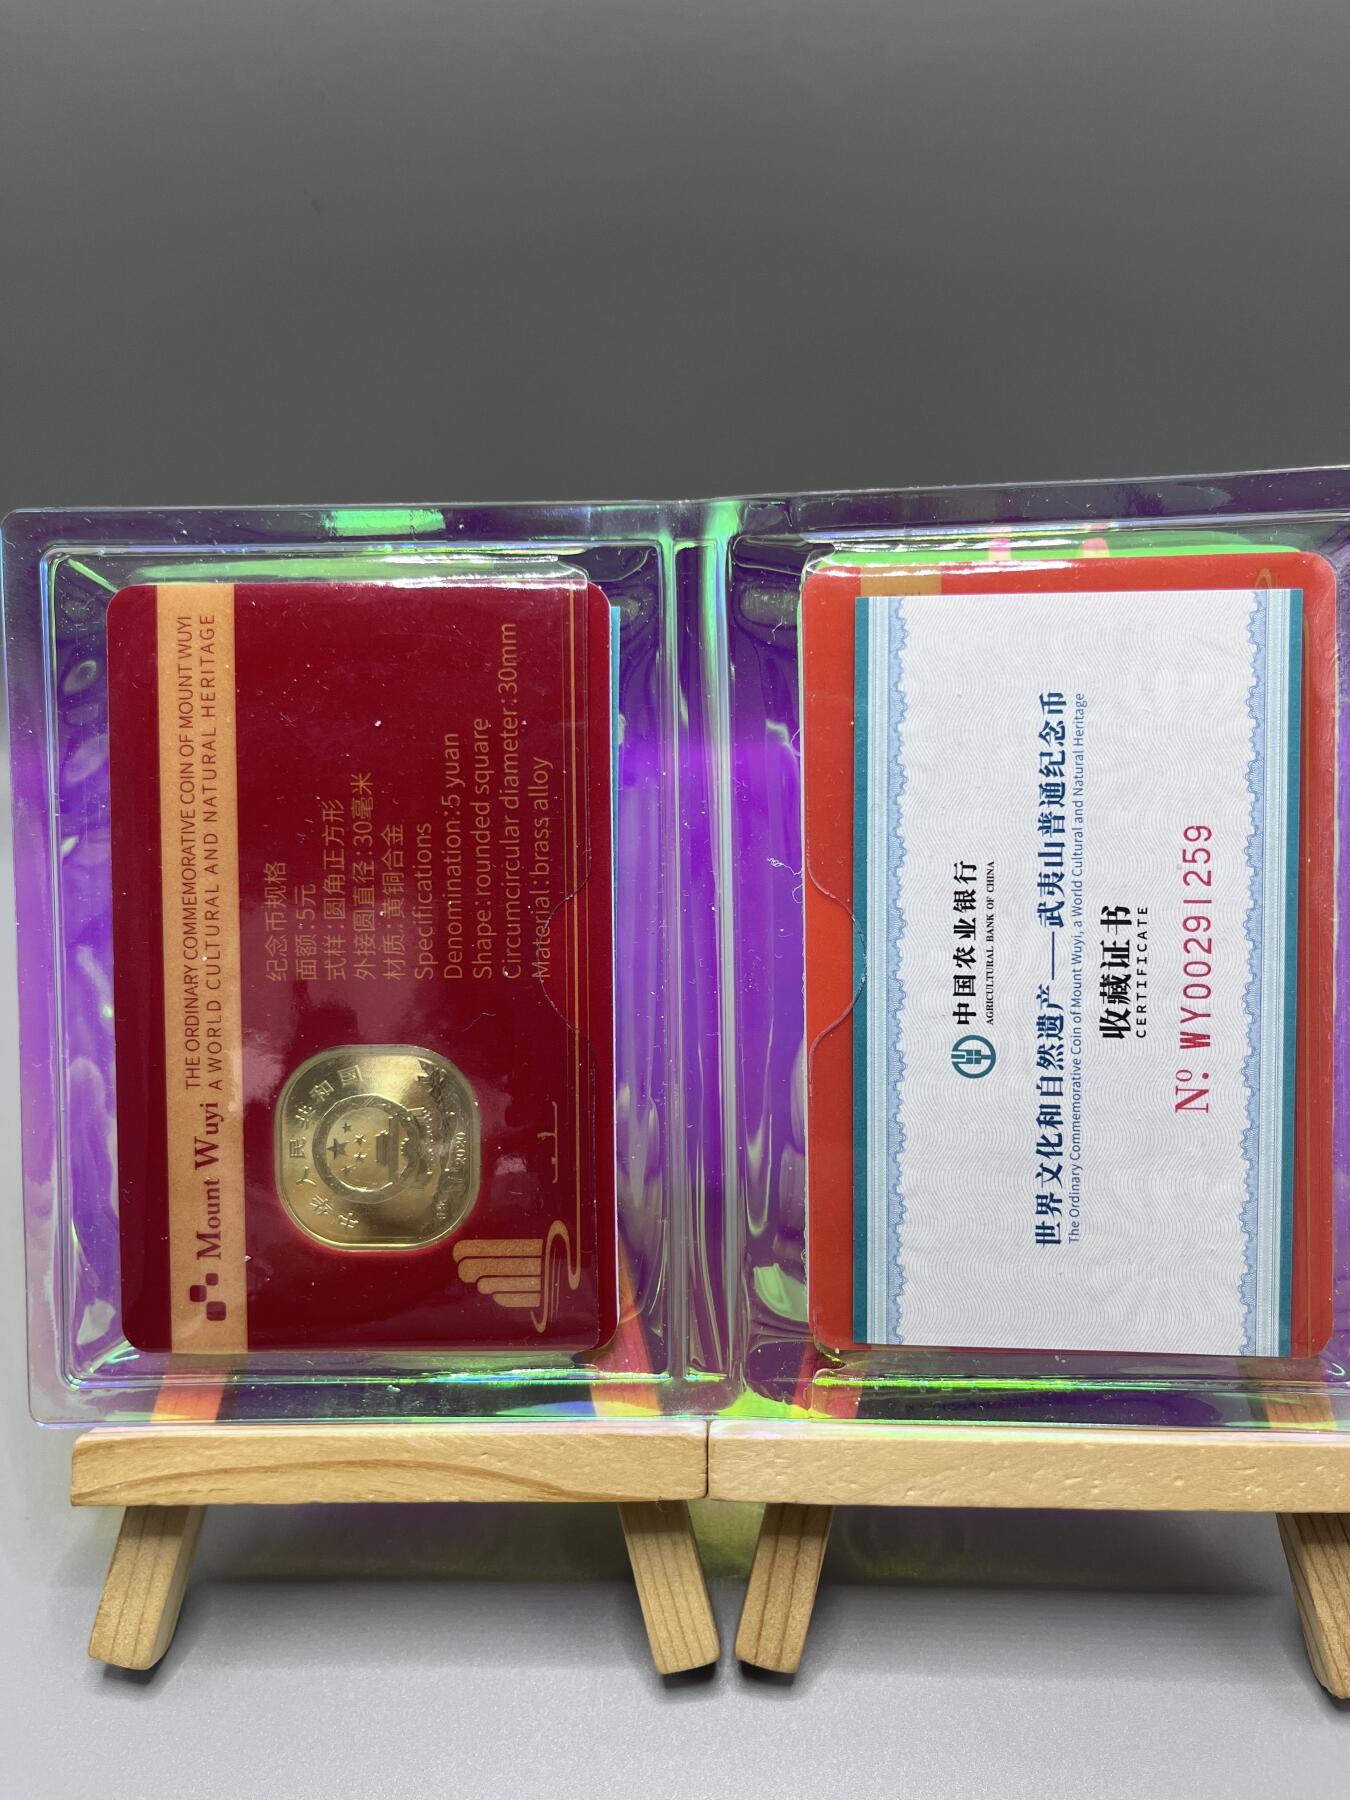 Mount Wuyi
THE ORDINARY COMMEMORATIVE COIN OF MOUNT WUYI
A WORLD CULTURAL AND NATURAL HERITAGE
纪念币规格
面额:5元
式样:圆角正方形
外接圆直径:30毫米
材质:黄铜合金
Specifications
Denomination:5 yuan
Shape:rounded square
Circumcircular diameter:30mm
Material:brass alloy
中华人民共和国
2020
中国农业银行
AGRICULTURAL BANK OF CHINA
世界文化和自然遗产——武夷山普通纪念币
The Ordinary Commemorative Coin of Mount Wuyi, a World Cultural and Natural Heritage
收藏证书
CERTIFICATE
Nº. WY00291259